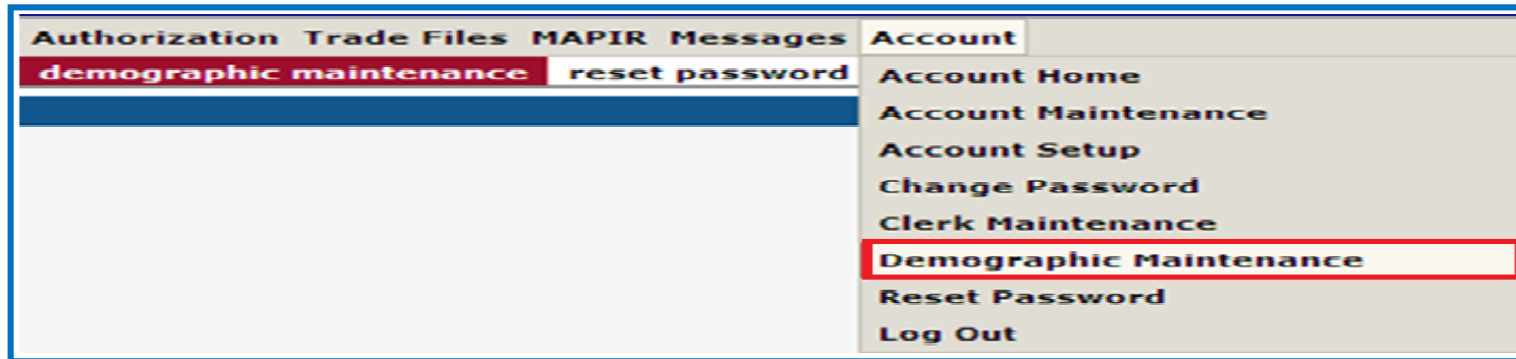 Authorization Trade Files MAPIR Messages Account
demographic maintenance reset password
Account Home
Account Maintenance
Account Setup
Change Password
Clerk Maintenance
Demographic Maintenance
Reset Password
Log Out